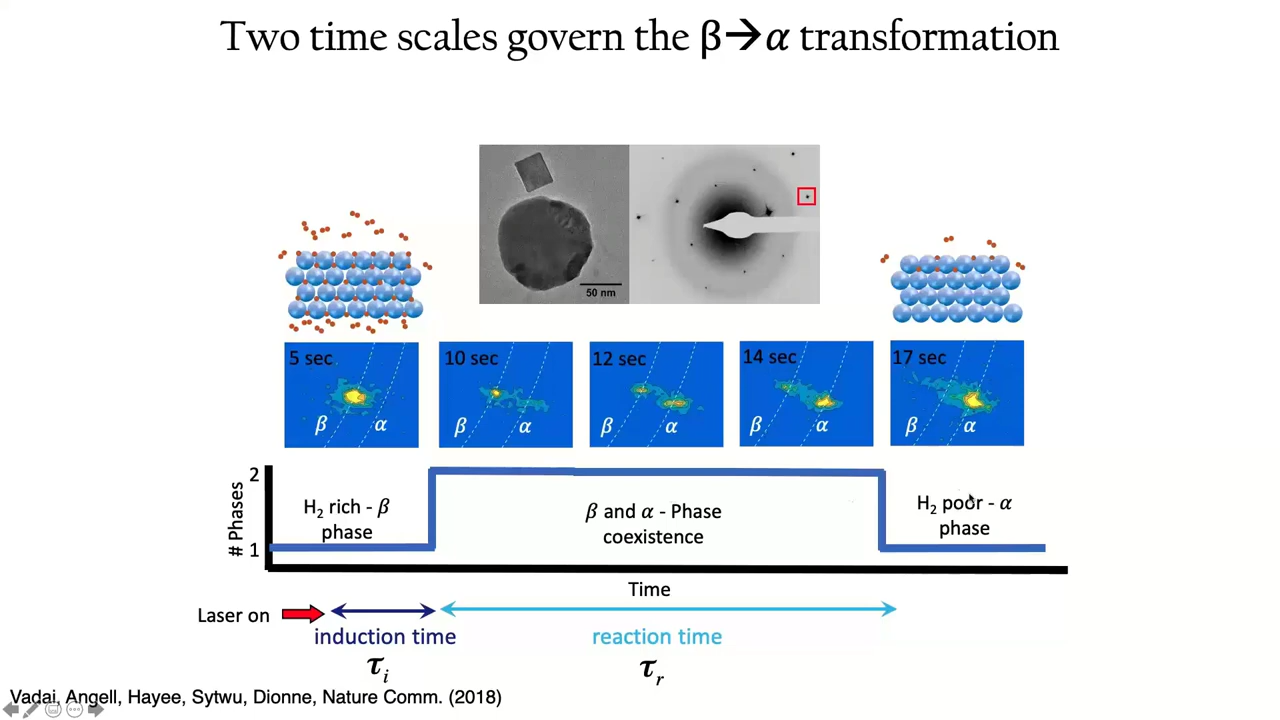 Two time scales govern the β→α transformation
50 nm
5 sec
β
α
10 sec
β
α
12 sec
β
α
14 sec
β
α
17 sec
β
α
# Phases
2
1
H₂ rich - β
phase
β and α - Phase
coexistence
H₂ poor - α
phase
Time
Laser on
induction time
τᵢ
reaction time
τᵣ
Vadai, Angell, Hayee, Sytwu, Dionne, Nature Comm. (2018)